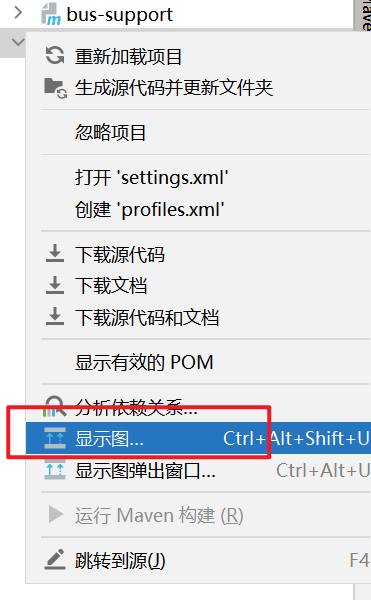 bus-support
重新加载项目
生成源代码并更新文件夹
忽略项目
打开 'settings.xml'
创建 'profiles.xml'
下载源代码
下载文档
下载源代码和文档
显示有效的 POM
分析依赖关系...
显示图... Ctrl+Alt+Shift+U
显示图弹出窗口... Ctrl+Alt+U
运行 Maven 构建 (R)
跳转到源(J) F4